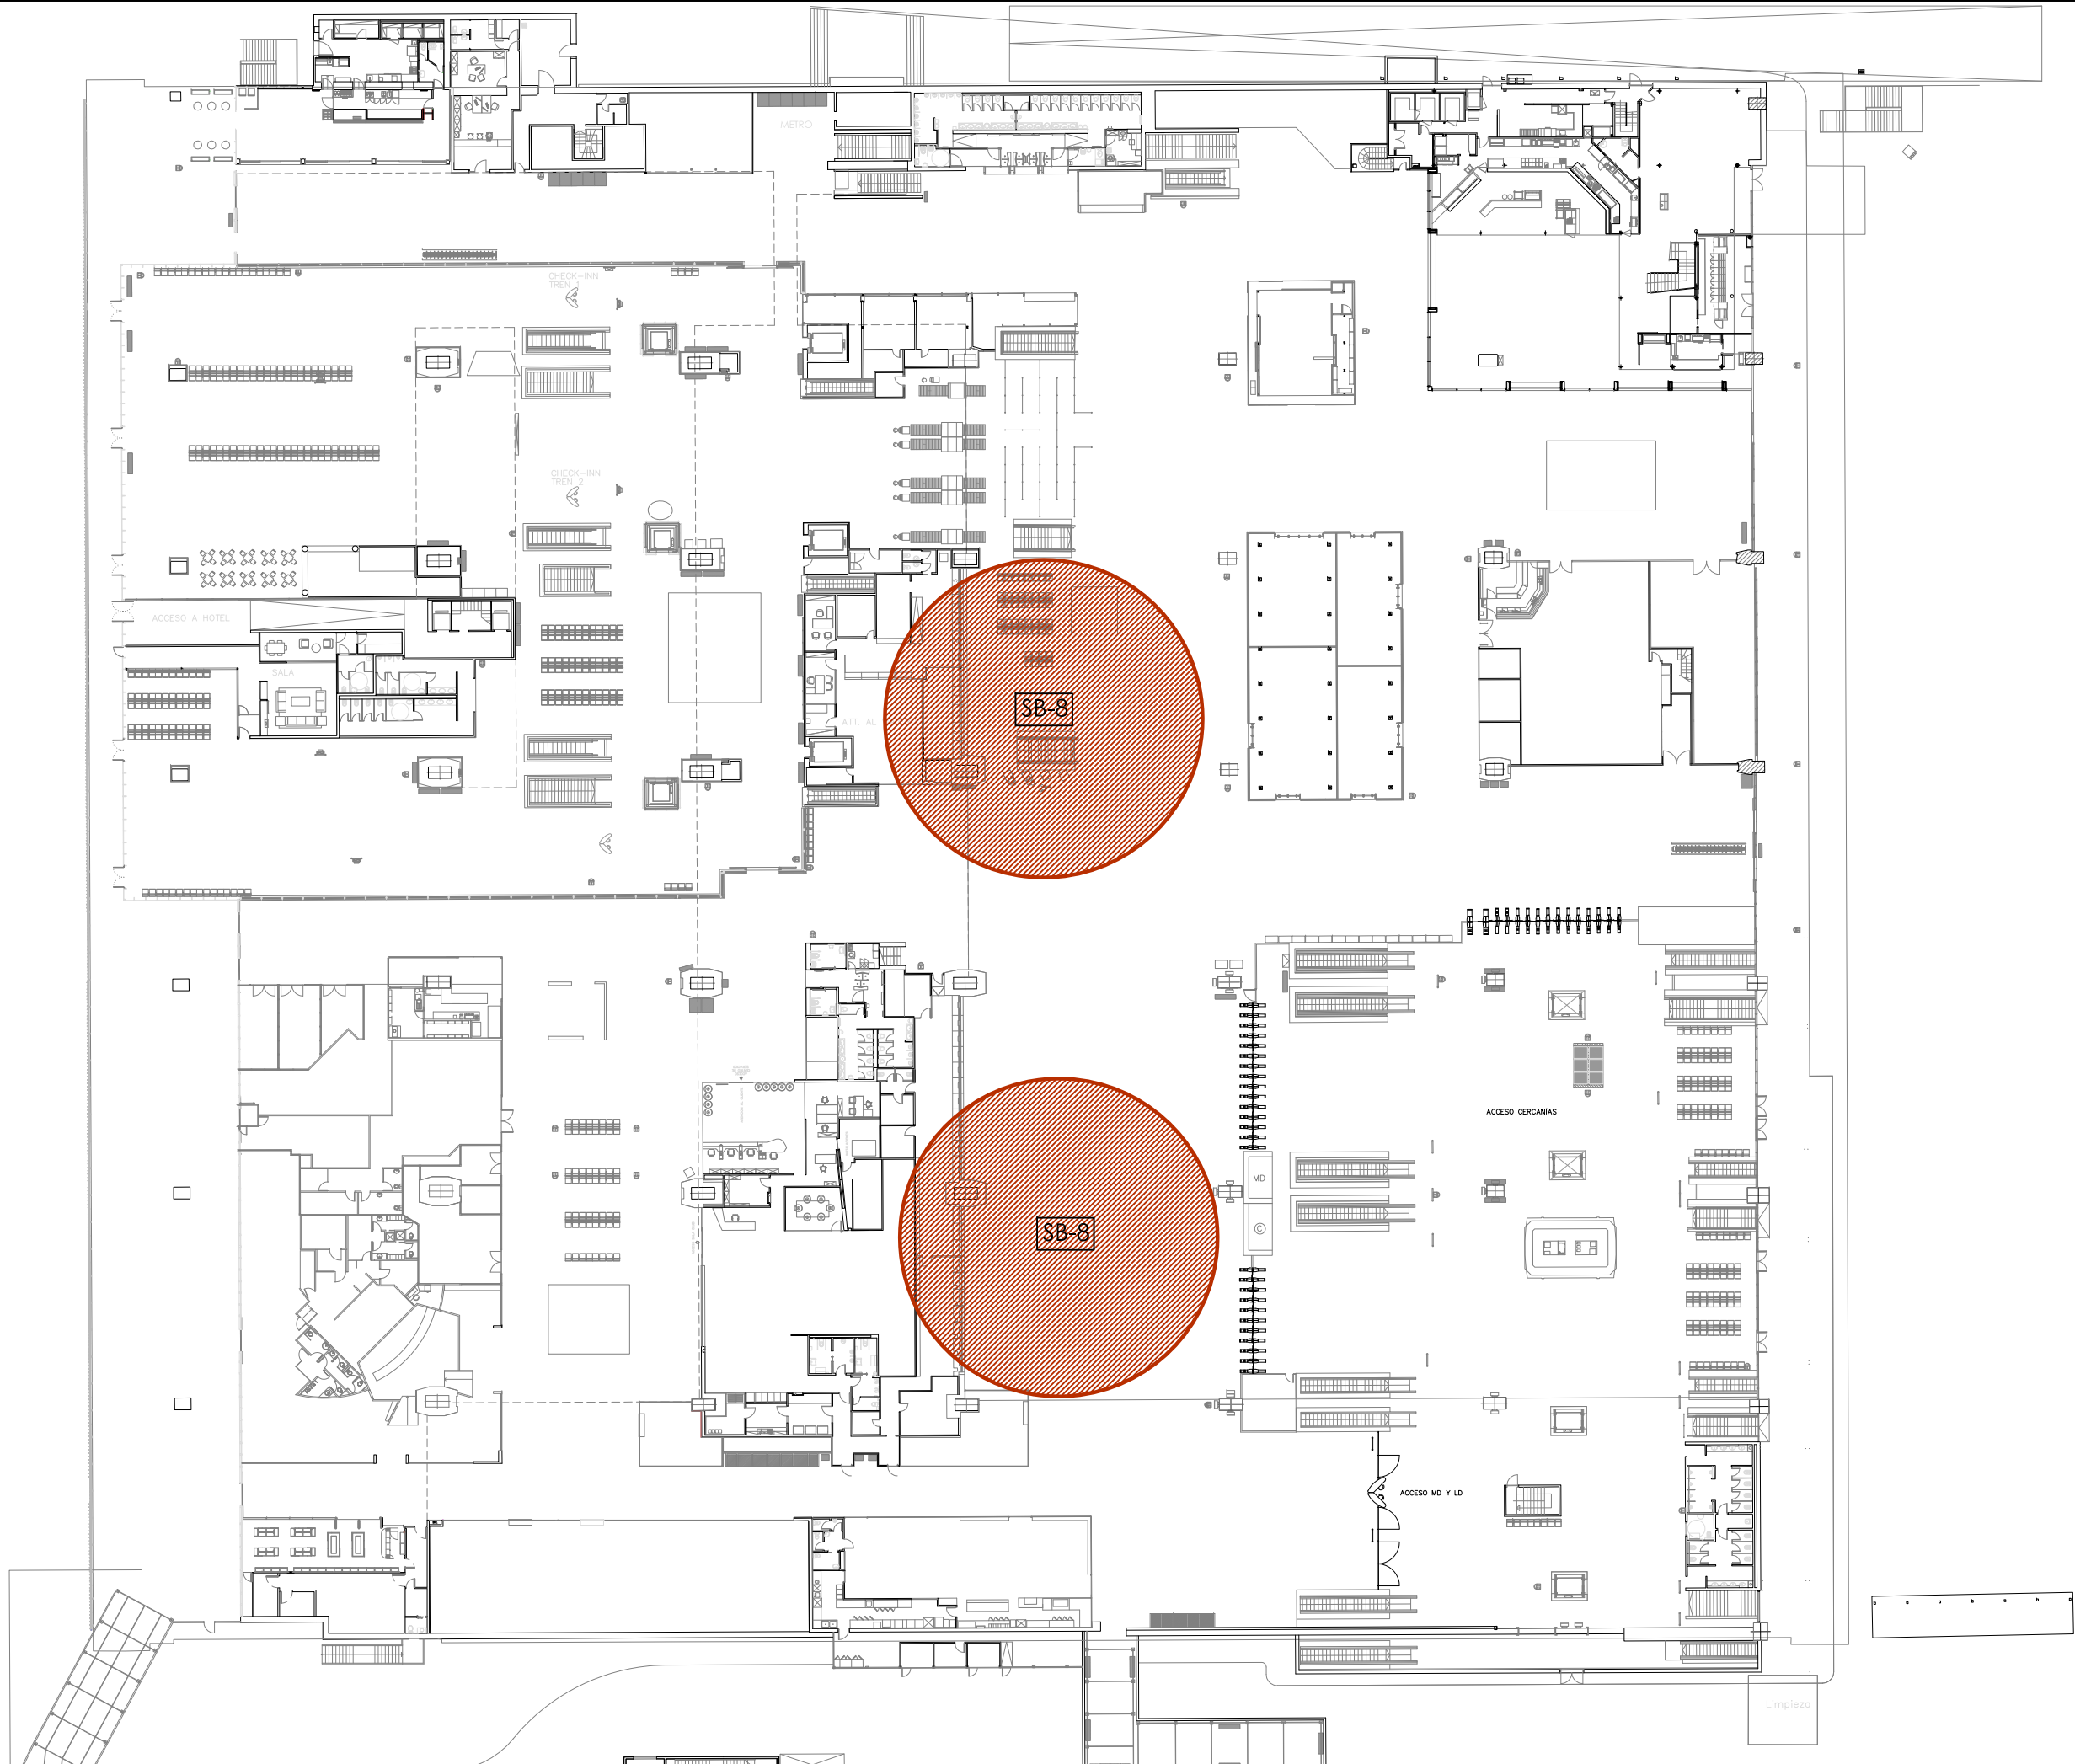 METRO
CHECK-INN
TREN 1
CHECK-INN
TREN 2
ACCESO A HOTEL
SALA
ATT. AL
SB-8
ACCESO CERCANÍAS
MD
C
SB-8
ACCESO MD Y LD
Limpieza